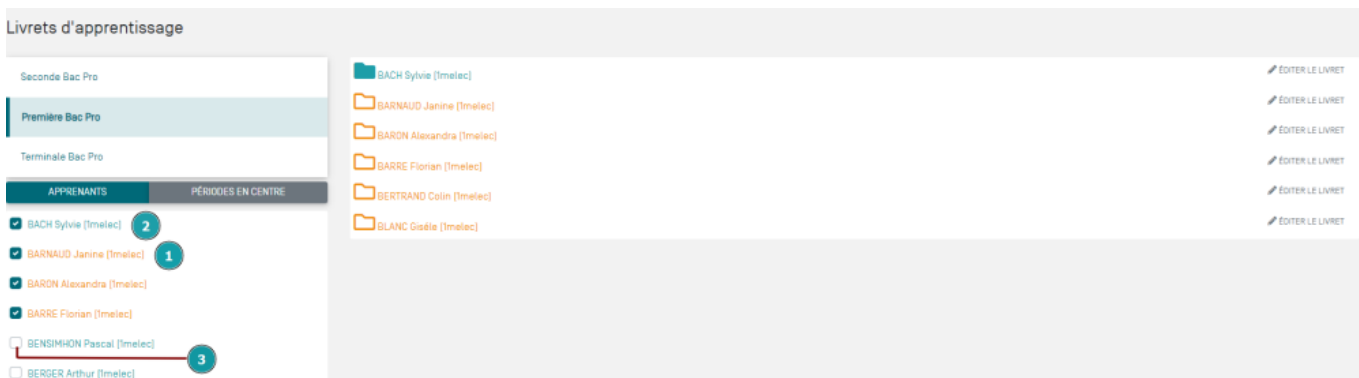 Livrets d'apprentissage
Seconde Bac Pro
Première Bac Pro
Terminale Bac Pro
APPRENANTS PÉRIODES EN CENTRE
BACH Sylvie (1melec) 2
BARNAUD Janine (1melec) 1
BARON Alexandra (1melec)
BARRE Florian (1melec)
BENSIMHON Pascal (1melec)
3
BERGER Arthur (1melec)
BACH Sylvie (1melec) ÉDITER LE LIVRET
BARNAUD Janine (1melec) ÉDITER LE LIVRET
BARON Alexandra (1melec) ÉDITER LE LIVRET
BARRE Florian (1melec) ÉDITER LE LIVRET
BERTRAND Colin (1melec) ÉDITER LE LIVRET
BLANC Gisèle (1melec) ÉDITER LE LIVRET